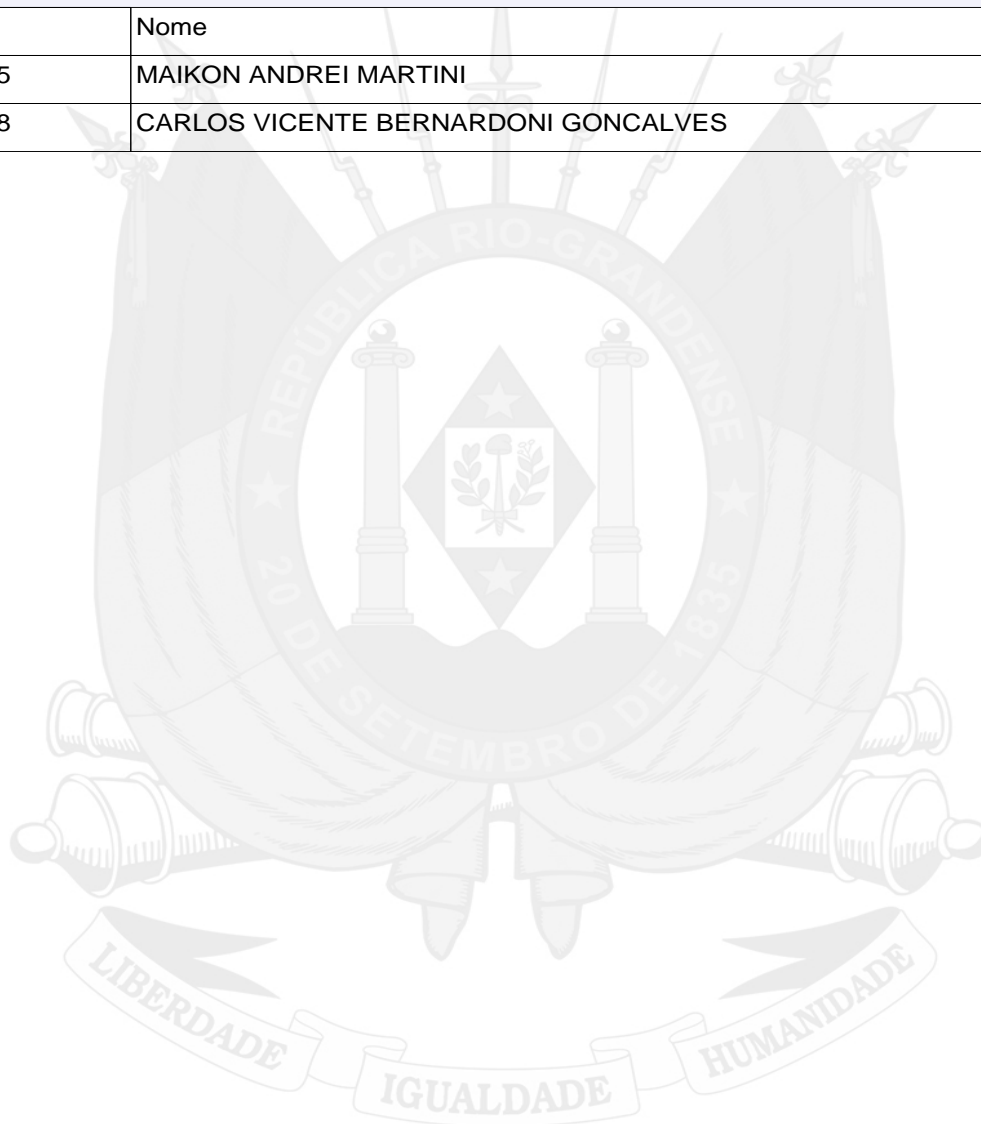 Nome
5 MAIKON ANDREI MARTINI
8 CARLOS VICENTE BERNARDONI GONCALVES
REPÚBLICA RIO-GRANDENSE
20 DE SETEMBRO DE 1835
LIBERDADE IGUALDADE HUMANIDADE